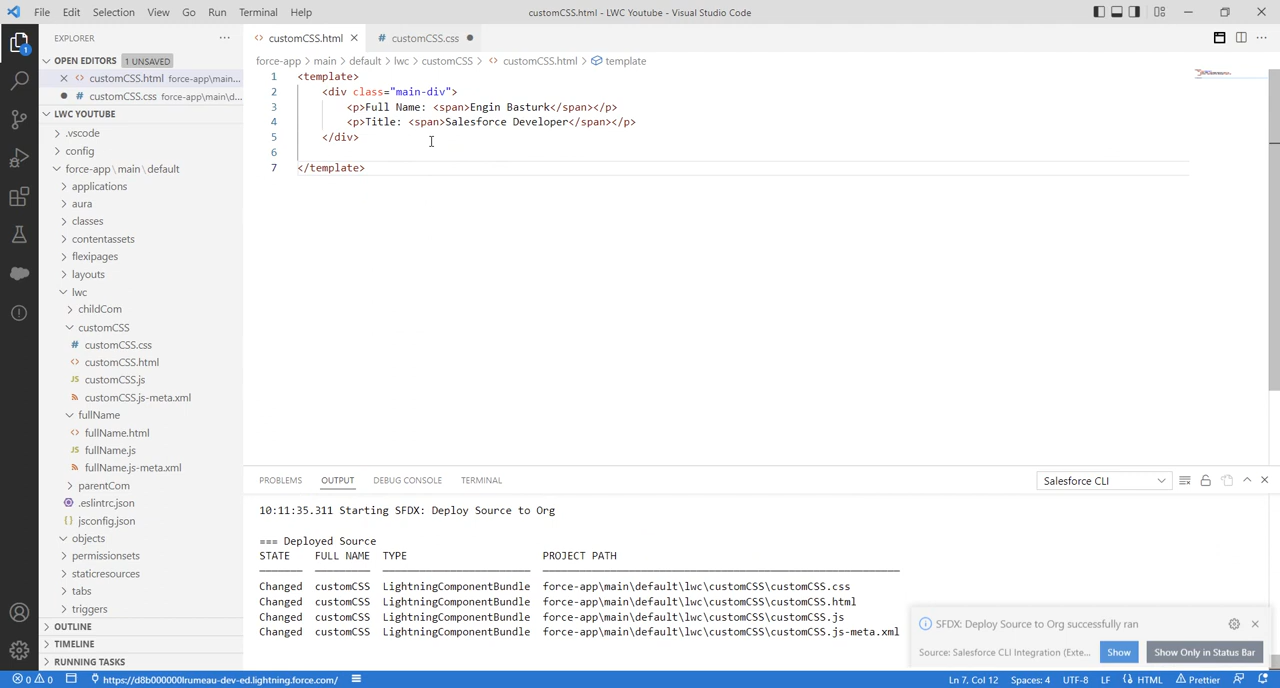 File Edit Selection View Go Run Terminal Help
customCSS.html - LWC Youtube - Visual Studio Code
EXPLORER
OPEN EDITORS 1 UNSAVED
customCSS.html force-app\main...
customCSS.css force-app\main\d...
LWC YOUTUBE
.vscode
config
force-app\main\default
applications
aura
classes
contentassets
flexipages
layouts
lwc
childCom
customCSS
customCSS.css
customCSS.html
customCSS.js
customCSS.js-meta.xml
fullName
fullName.html
fullName.js
fullName.js-meta.xml
parentCom
.eslintrc.json
jsconfig.json
objects
permissionsets
staticresources
tabs
triggers
OUTLINE
TIMELINE
RUNNING TASKS
customCSS.html
customCSS.css
force-app > main > default > lwc > customCSS > customCSS.html > template
1 <template>
2 <div class="main-div">
3 <p>Full Name: <span>Engin Basturk</span></p>
4 <p>Title: <span>Salesforce Developer</span></p>
5 </div>
6
7 </template>
PROBLEMS OUTPUT DEBUG CONSOLE TERMINAL
Salesforce CLI
10:11:35.311 Starting SFDX: Deploy Source to Org
=== Deployed Source
STATE FULL NAME TYPE PROJECT PATH
Changed customCSS LightningComponentBundle force-app\main\default\lwc\customCSS\customCSS.css
Changed customCSS LightningComponentBundle force-app\main\default\lwc\customCSS\customCSS.html
Changed customCSS LightningComponentBundle force-app\main\default\lwc\customCSS\customCSS.js
Changed customCSS LightningComponentBundle force-app\main\default\lwc\customCSS\customCSS.js-meta.xml
SFDX: Deploy Source to Org successfully ran
Source: Salesforce CLI Integration (Exte...
Show
Show Only in Status Bar
0 0 https://d8b000000lrumeau-dev-ed.lightning.force.com/
Ln 7, Col 12 Spaces: 4 UTF-8 LF HTML Prettier